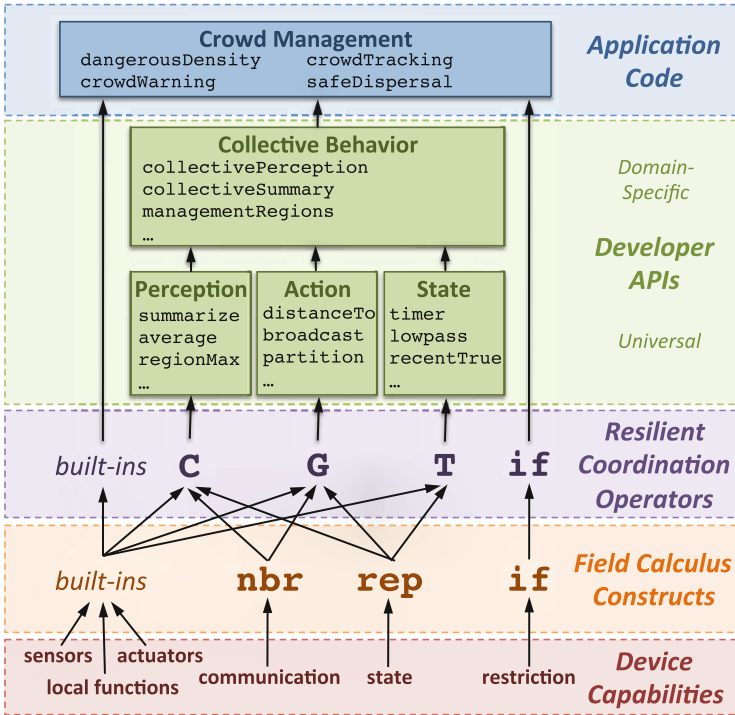 Crowd Management
dangerousDensity crowdTracking
crowdWarning safeDispersal
Application
Code
Collective Behavior
collectivePerception
collectiveSummary
managementRegions
…
Domain-
Specific
Developer
APIs
Universal
Perception
summarize
average
regionMax
…
Action
distanceTo
broadcast
partition
…
State
timer
lowpass
recentTrue
…
built-ins C G T if
Resilient
Coordination
Operators
built-ins nbr rep if
Field Calculus
Constructs
sensors actuators
local functions
communication state restriction
Device
Capabilities